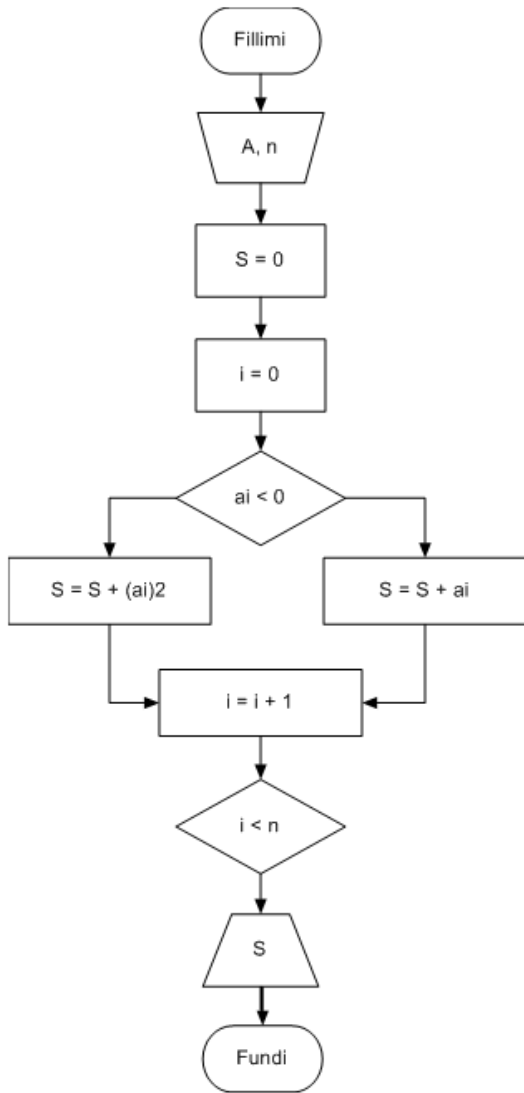 Fillimi
A, n
S = 0
i = 0
ai < 0
S = S + (ai)2
S = S + ai
i = i + 1
i < n
S
Fundi